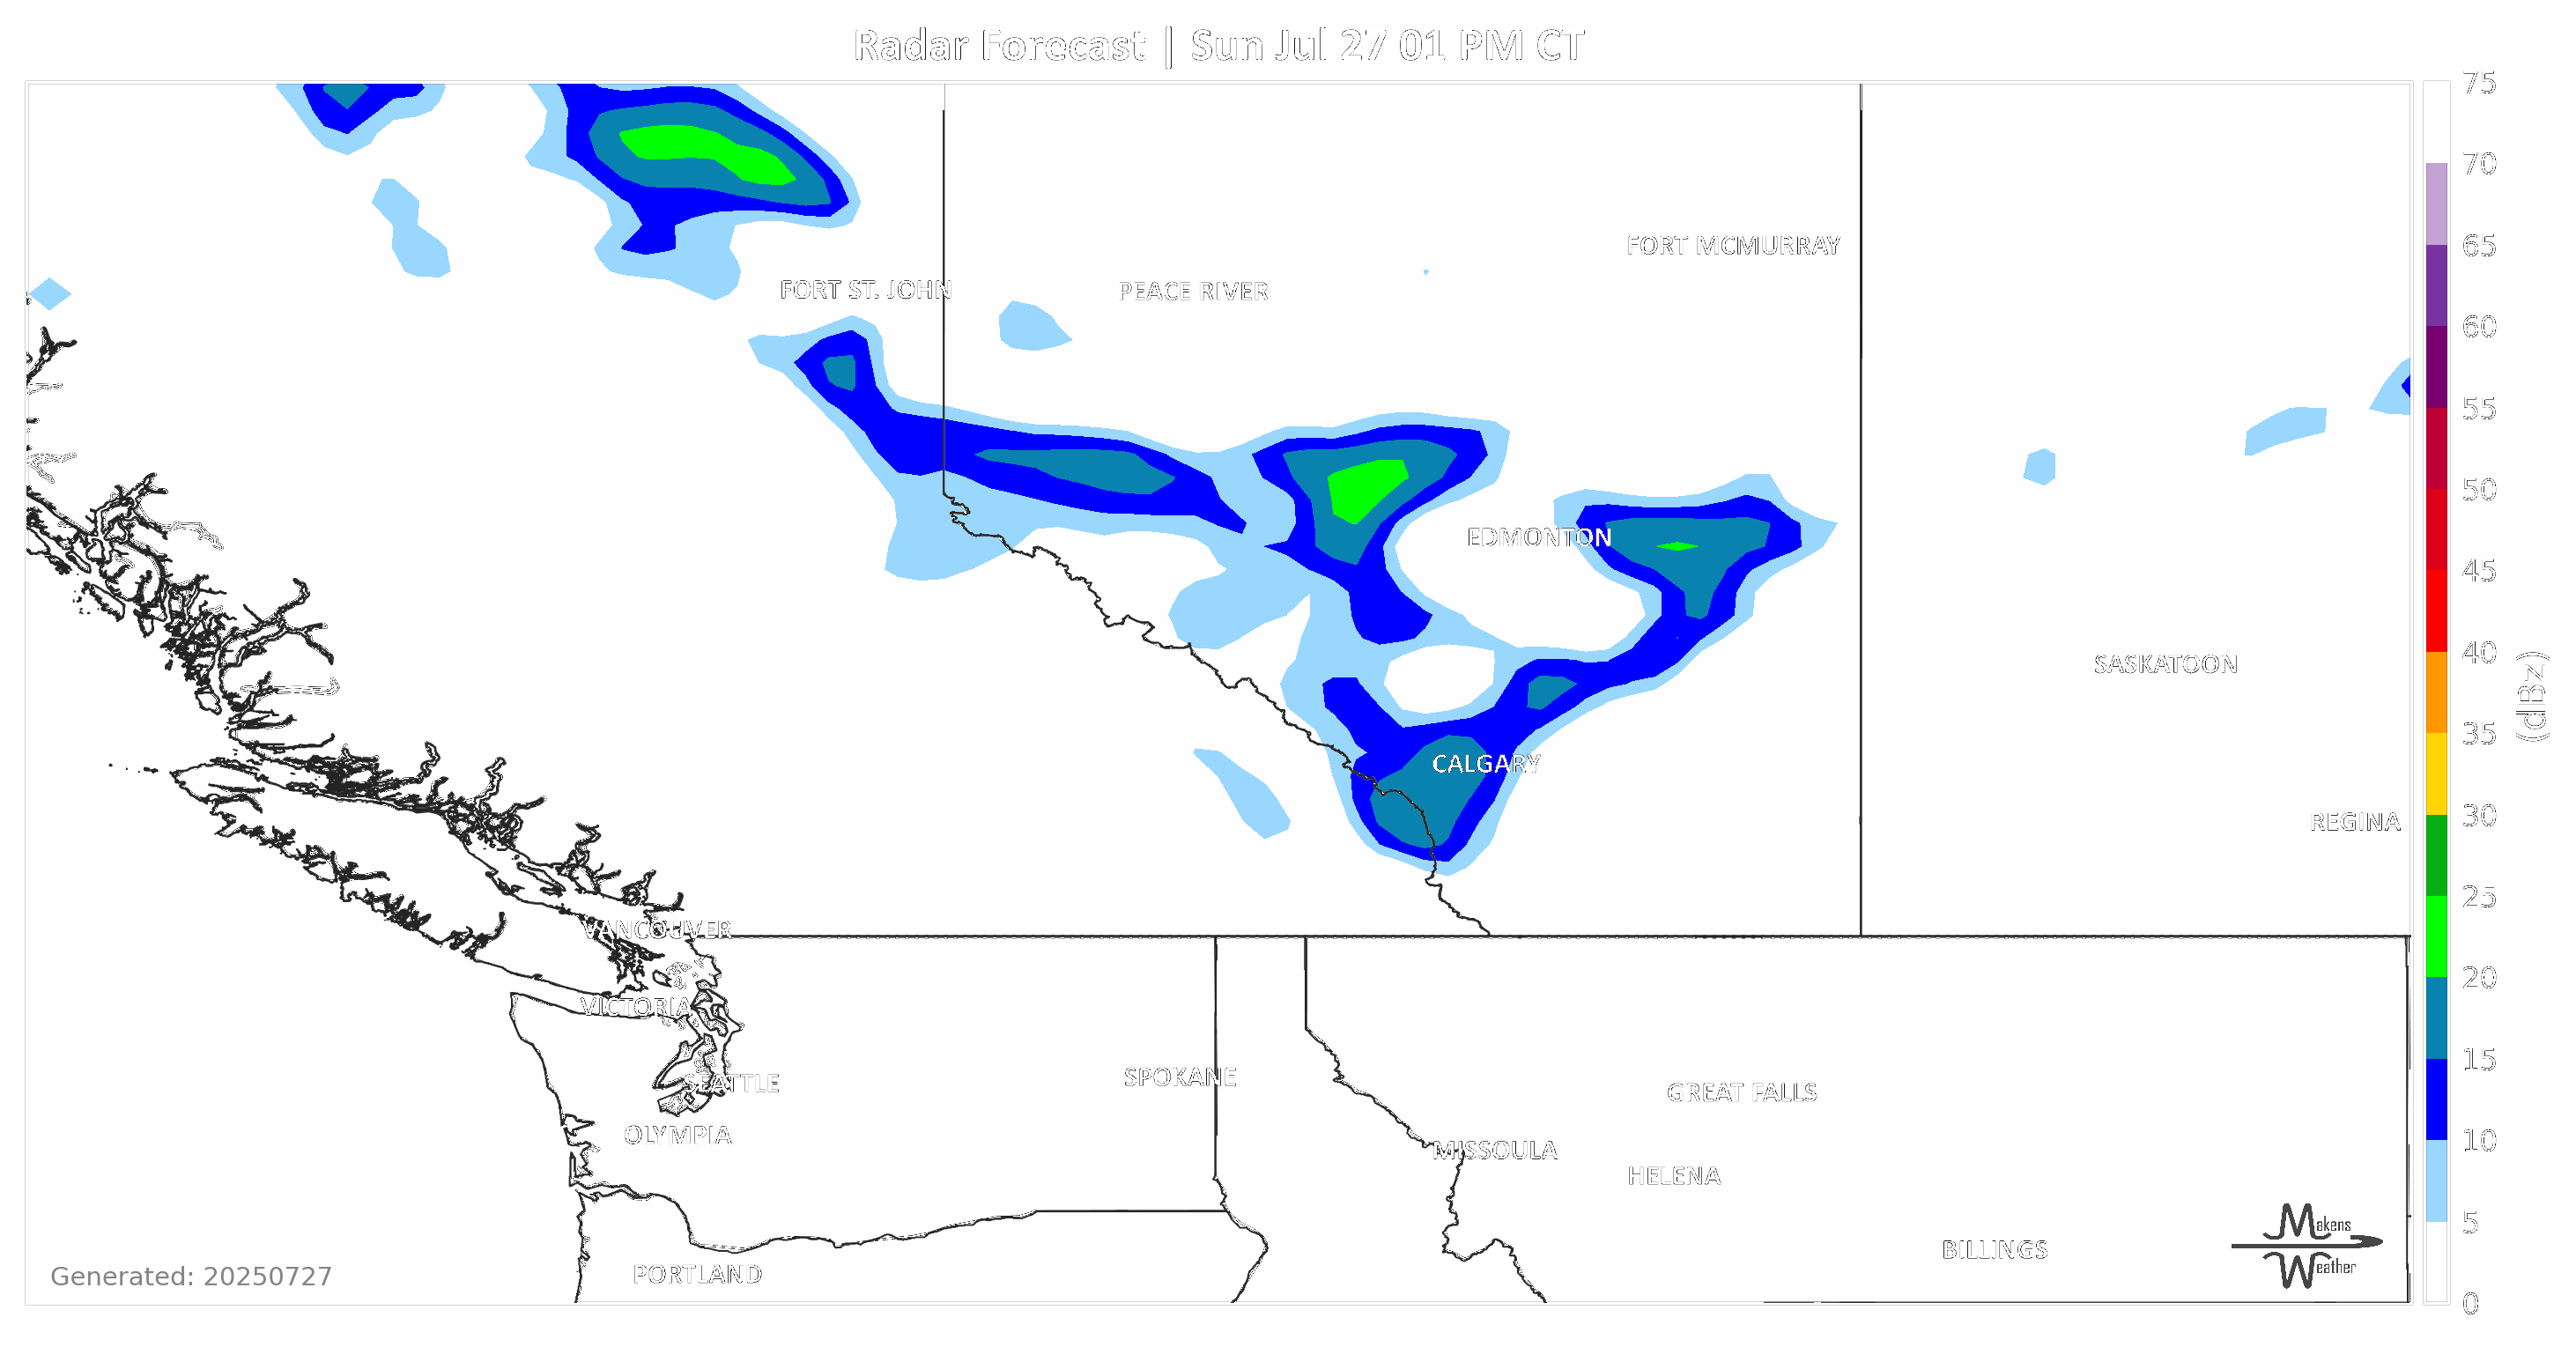 Radar Forecast | Sun Jul 27 01 PM CT
75
70
65
60
55
50
45
40
35
30
25
20
15
10
5
0
(dBz)
FORT MCMURRAY
FORT ST. JOHN
PEACE RIVER
EDMONTON
SASKATOON
CALGARY
REGINA
VANCOUVER
VICTORIA
SEATTLE
SPOKANE
GREAT FALLS
OLYMPIA
MISSOULA
HELENA
BILLINGS
PORTLAND
Makens
Weather
Generated: 20250727